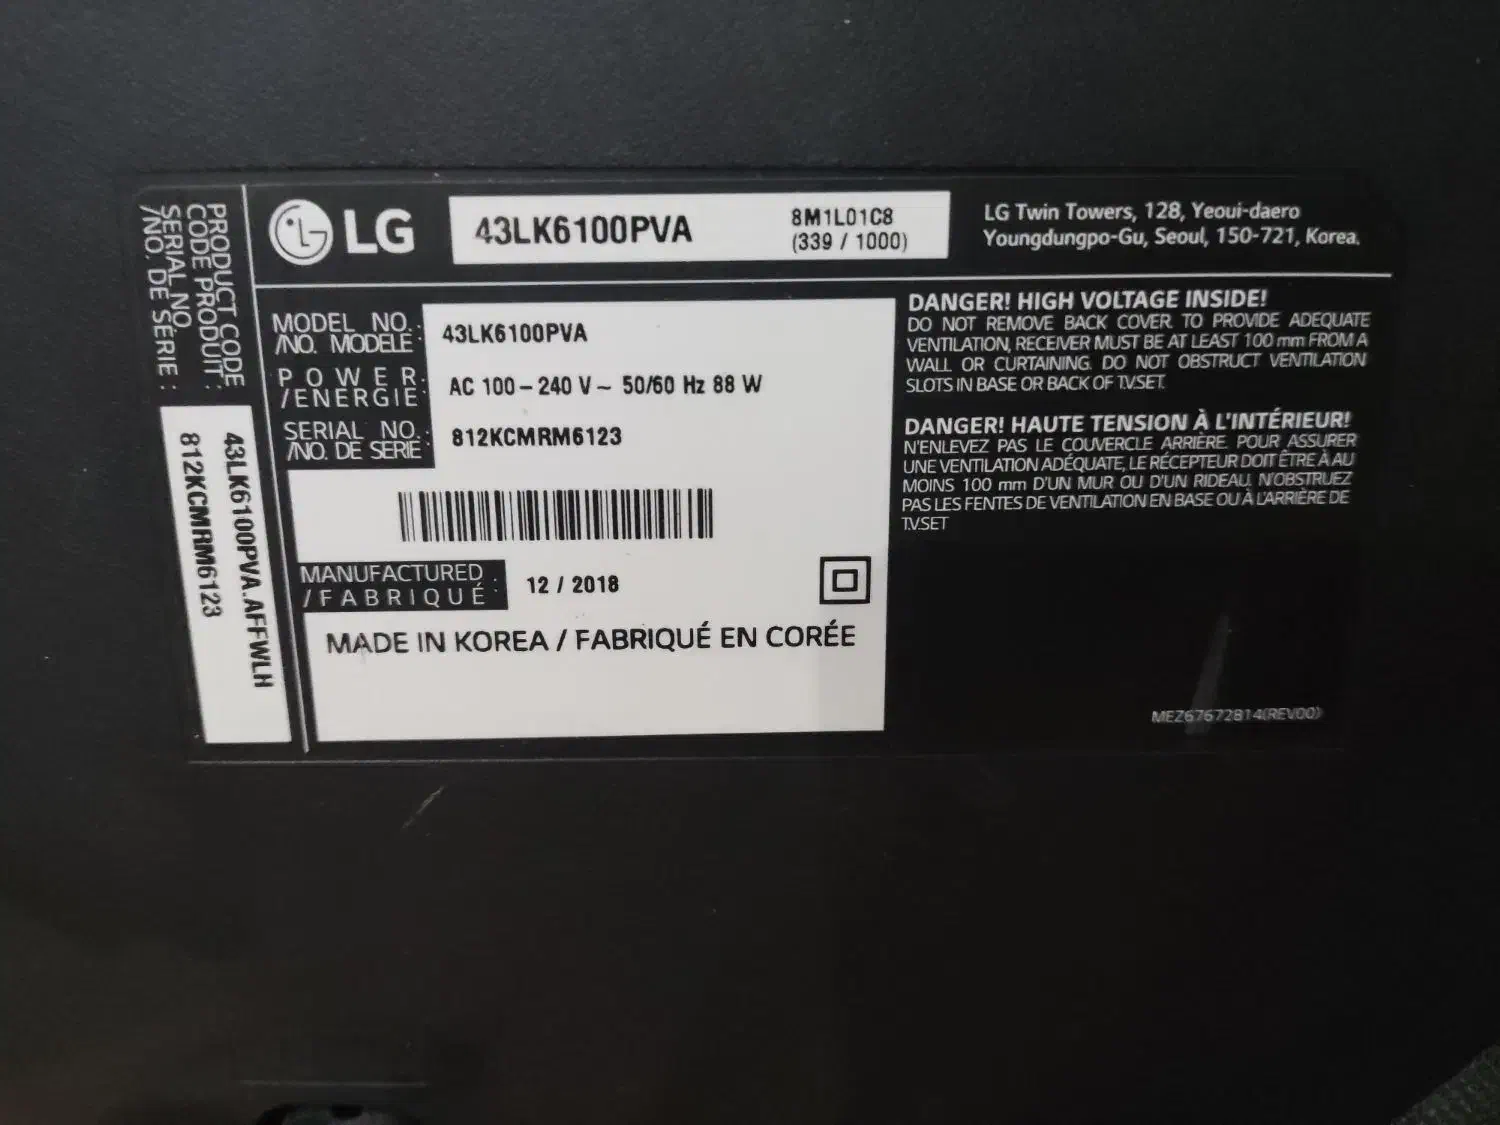 LG
43LK6100PVA
8M1L01C8
(339 / 1000)
LG Twin Towers, 128, Yeoui-daero
Youngdungpo-Gu, Seoul, 150-721, Korea.
PRODUCT CODE
CODE PRODUIT :
SERIAL NO.
/NO. DE SÉRIE :
43LK6100PVA.AFFWLH
812KCMRM6123
MODEL NO. :
/NO. MODÈLE
43LK6100PVA
POWER :
/ENERGIE
AC 100 – 240 V ~ 50/60 Hz 88 W
SERIAL NO. :
/NO. DE SÉRIE
812KCMRM6123
MANUFACTURED :
/FABRIQUÉ
12 / 2018
MADE IN KOREA / FABRIQUÉ EN CORÉE
DANGER! HIGH VOLTAGE INSIDE!
DO NOT REMOVE BACK COVER. TO PROVIDE ADEQUATE
VENTILATION, RECEIVER MUST BE AT LEAST 100 mm FROM A
WALL OR CURTAINING. DO NOT OBSTRUCT VENTILATION
SLOTS IN BASE OR BACK OF T.V.SET.
DANGER! HAUTE TENSION À L'INTÉRIEUR!
N'ENLEVEZ PAS LE COUVERCLE ARRIÈRE. POUR ASSURER
UNE VENTILATION ADÉQUATE, LE RÉCEPTEUR DOIT ÊTRE À AU
MOINS 100 mm D'UN MUR OU D'UN RIDEAU. N'OBSTRUEZ
PAS LES FENTES DE VENTILATION EN BASE OU À L'ARRIÈRE DE
T.V.SET
MEZ67672814(REV00)